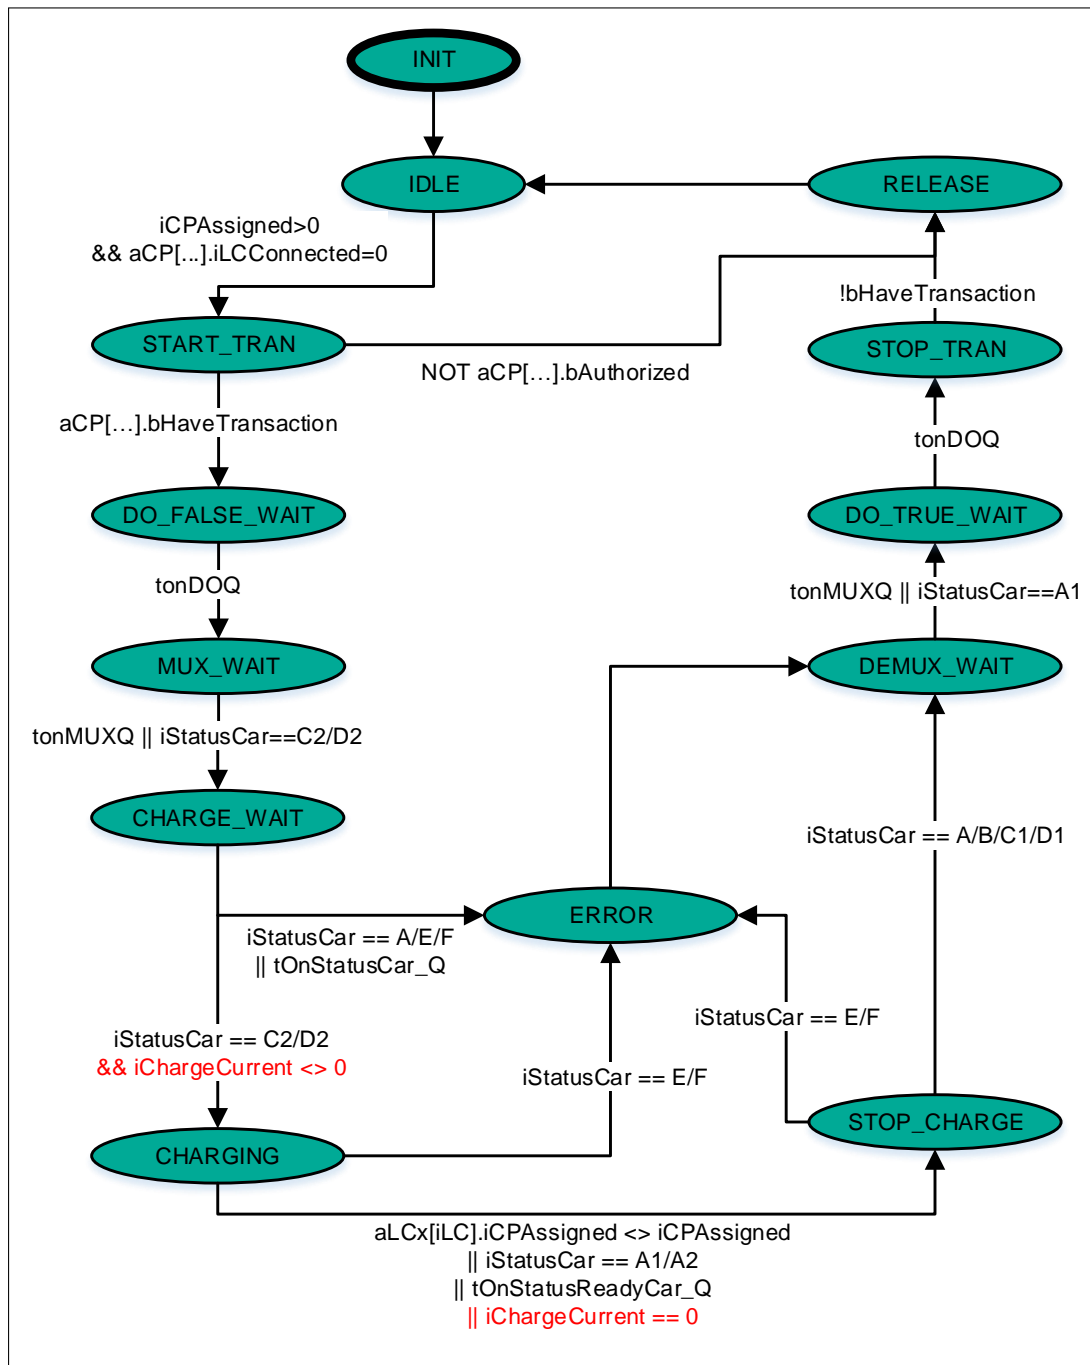 INIT
IDLE
RELEASE
iCPAssigned>0
&& aCP[...].iLCConnected=0
!bHaveTransaction
START_TRAN
STOP_TRAN
NOT aCP[...].bAuthorized
aCP[...].bHaveTransaction
tonDOQ
DO_FALSE_WAIT
DO_TRUE_WAIT
tonDOQ
tonMUXQ || iStatusCar==A1
MUX_WAIT
DEMUX_WAIT
tonMUXQ || iStatusCar==C2/D2
CHARGE_WAIT
iStatusCar == A/B/C1/D1
ERROR
iStatusCar == A/E/F
|| tOnStatusCar_Q
iStatusCar == E/F
iStatusCar == C2/D2
&& iChargeCurrent <> 0
iStatusCar == E/F
STOP_CHARGE
CHARGING
aLCx[iLC].iCPAssigned <> iCPAssigned
|| iStatusCar == A1/A2
|| tOnStatusReadyCar_Q
|| iChargeCurrent == 0